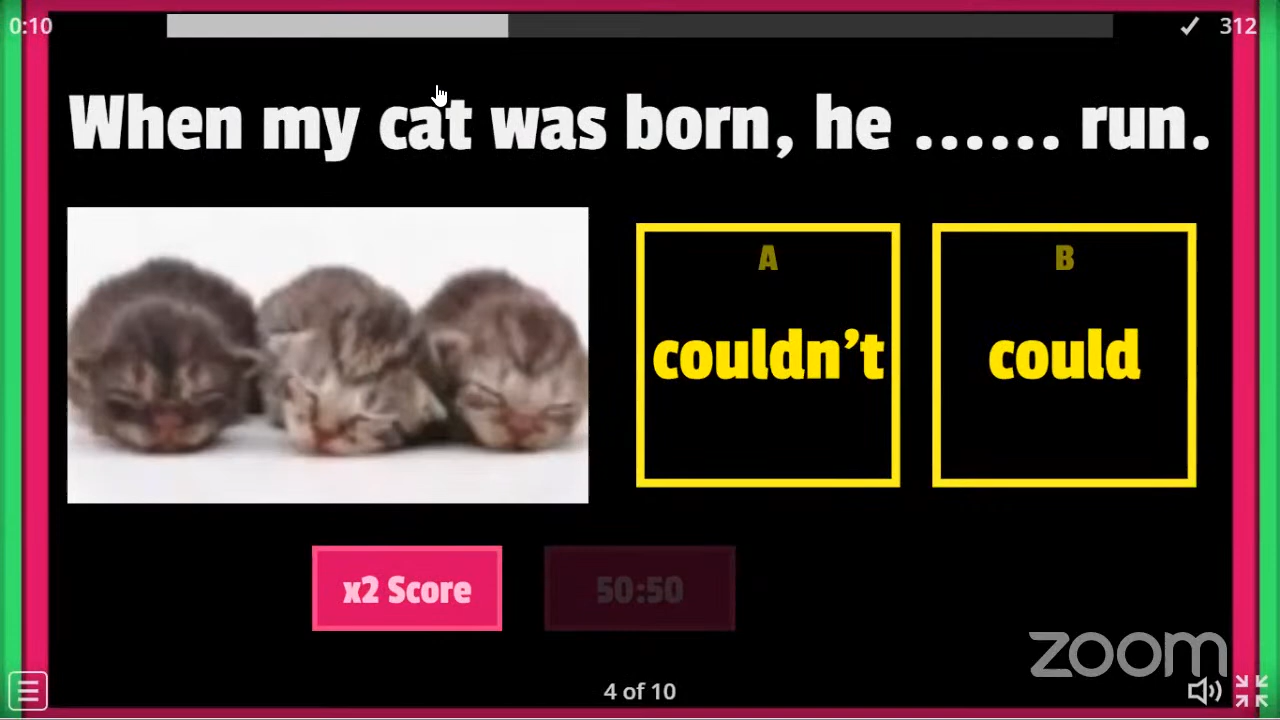 0:10
✓ 312
When my cat was born, he ...... run.
A
couldn't
B
could
x2 Score
50:50
zoom
4 of 10